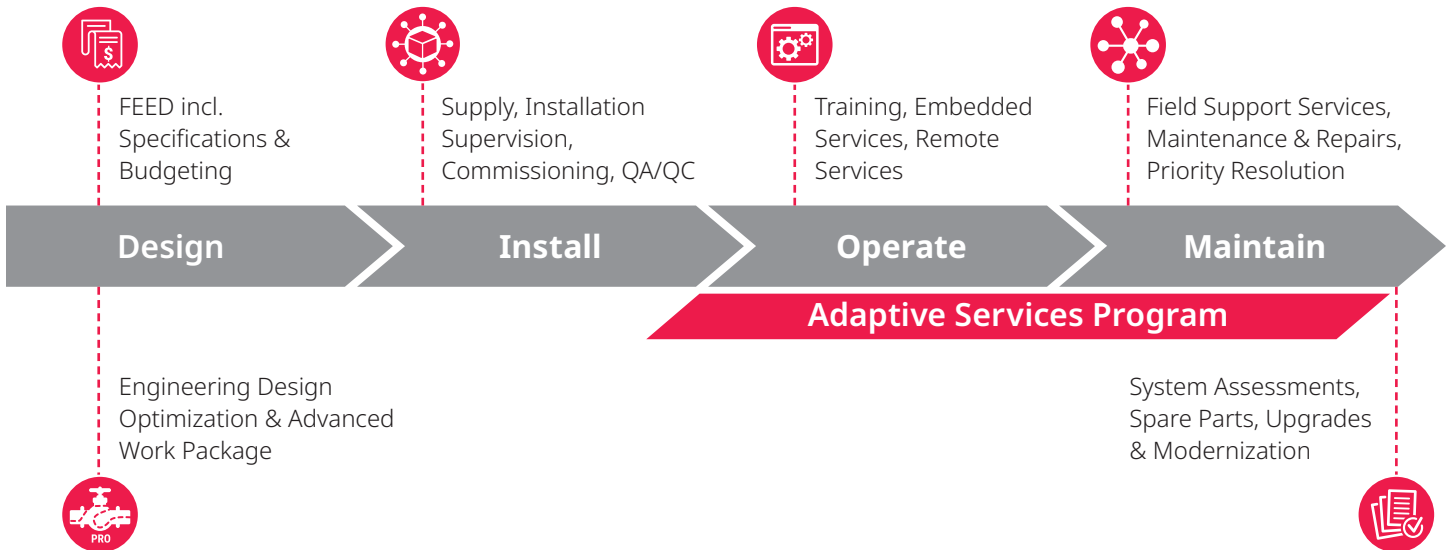 $
FEED incl.
Specifications &
Budgeting
Supply, Installation
Supervision,
Commissioning, QA/QC
Training, Embedded
Services, Remote
Services
Field Support Services,
Maintenance & Repairs,
Priority Resolution
Design
Install
Operate
Maintain
Adaptive Services Program
Engineering Design
Optimization & Advanced
Work Package
PRO
System Assessments,
Spare Parts, Upgrades
& Modernization